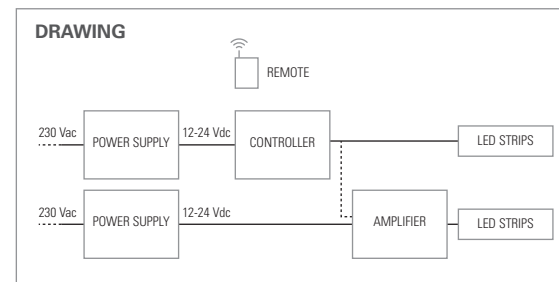 DRAWING
REMOTE
230 Vac
POWER SUPPLY
12-24 Vdc
CONTROLLER
LED STRIPS
230 Vac
POWER SUPPLY
12-24 Vdc
AMPLIFIER
LED STRIPS